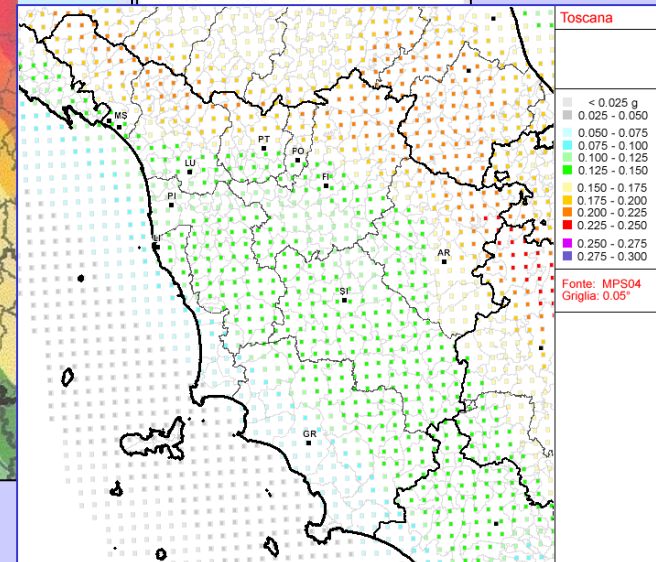 Toscana
< 0.025 g
0.025 - 0.050
0.050 - 0.075
0.075 - 0.100
0.100 - 0.125
0.125 - 0.150
0.150 - 0.175
0.175 - 0.200
0.200 - 0.225
0.225 - 0.250
0.250 - 0.275
0.275 - 0.300
Fonte: MPS04
Griglia: 0.05°
MS
PT
PO
LU
FI
PI
LI
AR
SI
GR